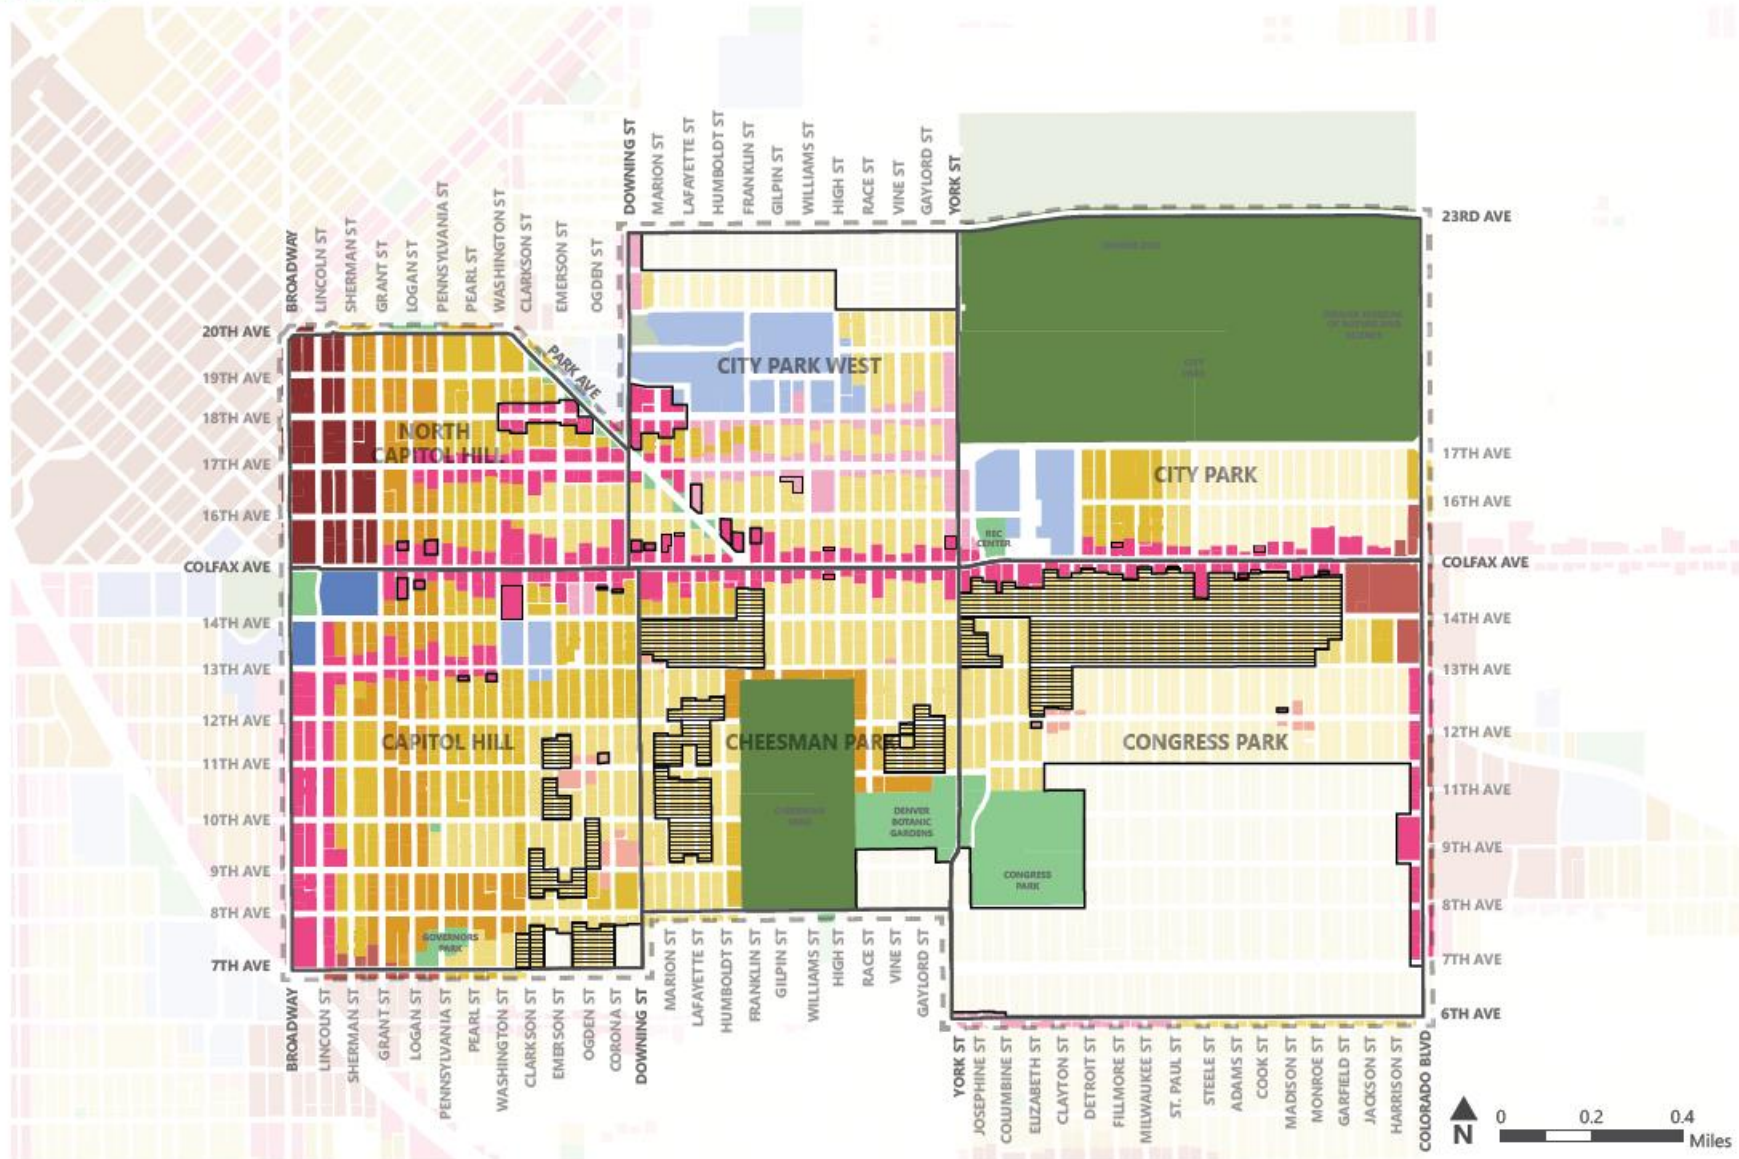 DOWNING ST
MARION ST
LAFAYETTE ST
HUMBOLDT ST
FRANKLIN ST
GILPIN ST
WILLIAMS ST
HIGH ST
RACE ST
VINE ST
GAYLORD ST
YORK ST
BROADWAY
LINCOLN ST
SHERMAN ST
GRANT ST
LOGAN ST
PENNSYLVANIA ST
PEARL ST
WASHINGTON ST
CLARKSON ST
EMERSON ST
OGDEN ST
23RD AVE
20TH AVE
19TH AVE
18TH AVE
17TH AVE
16TH AVE
COLFAX AVE
14TH AVE
13TH AVE
12TH AVE
11TH AVE
10TH AVE
9TH AVE
8TH AVE
7TH AVE
PARK AVE
CITY PARK WEST
NORTH
CAPITOL HILL
CITY
PARK
CITY PARK
REC
CENTER
CAPITOL HILL
CHEESMAN PARK
CONGRESS PARK
CHEESMAN
PARK
DENVER
BOTANIC
GARDENS
CONGRESS
PARK
GOVERNORS
PARK
17TH AVE
16TH AVE
COLFAX AVE
14TH AVE
13TH AVE
12TH AVE
11TH AVE
9TH AVE
8TH AVE
7TH AVE
6TH AVE
BROADWAY
LINCOLN ST
SHERMAN ST
GRANT ST
LOGAN ST
PENNSYLVANIA ST
PEARL ST
WASHINGTON ST
CLARKSON ST
EMERSON ST
OGDEN ST
CORONA ST
DOWNING ST
MARION ST
LAFAYETTE ST
HUMBOLDT ST
FRANKLIN ST
GILPIN ST
WILLIAMS ST
HIGH ST
RACE ST
VINE ST
GAYLORD ST
YORK ST
JOSEPHINE ST
COLUMBINE ST
ELIZABETH ST
CLAYTON ST
DETROIT ST
FILLMORE ST
MILWAUKEE ST
ST. PAUL ST
STEELE ST
ADAMS ST
COOK ST
MADISON ST
MONROE ST
GARFIELD ST
JACKSON ST
HARRISON ST
COLORADO BLVD
N
0 0.2 0.4
Miles